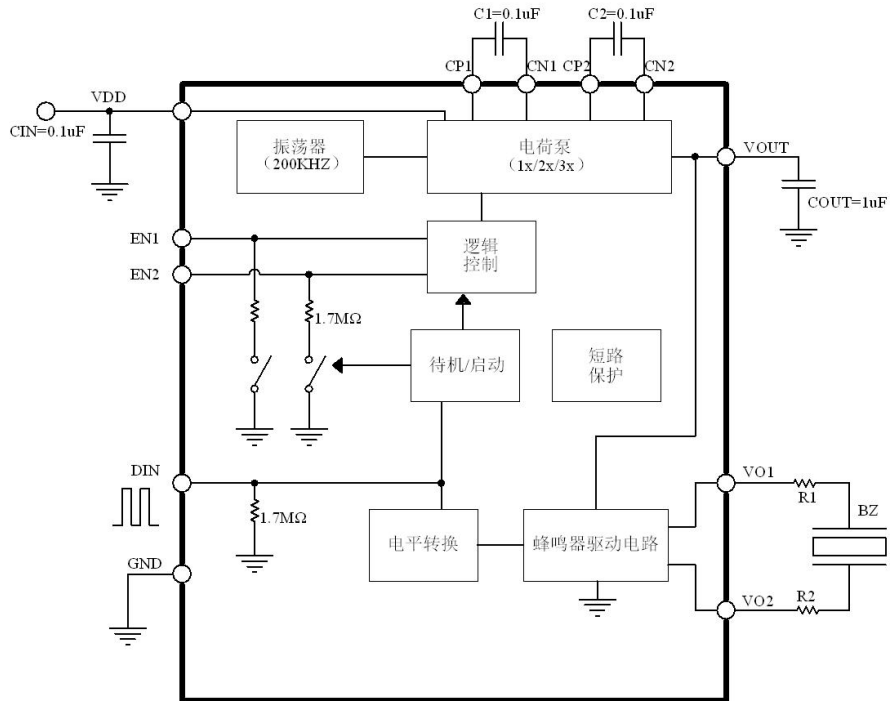 C1=0.1uF
C2=0.1uF
CP1
CN1
CP2
CN2
VDD
CIN=0.1uF
振荡器
（200KHZ）
电荷泵
（1x/2x/3x）
VOUT
COUT=1uF
EN1
EN2
逻辑
控制
1.7MΩ
待机/启动
短路
保护
DIN
1.7MΩ
GND
电平转换
蜂鸣器驱动电路
VO1
R1
BZ
VO2
R2